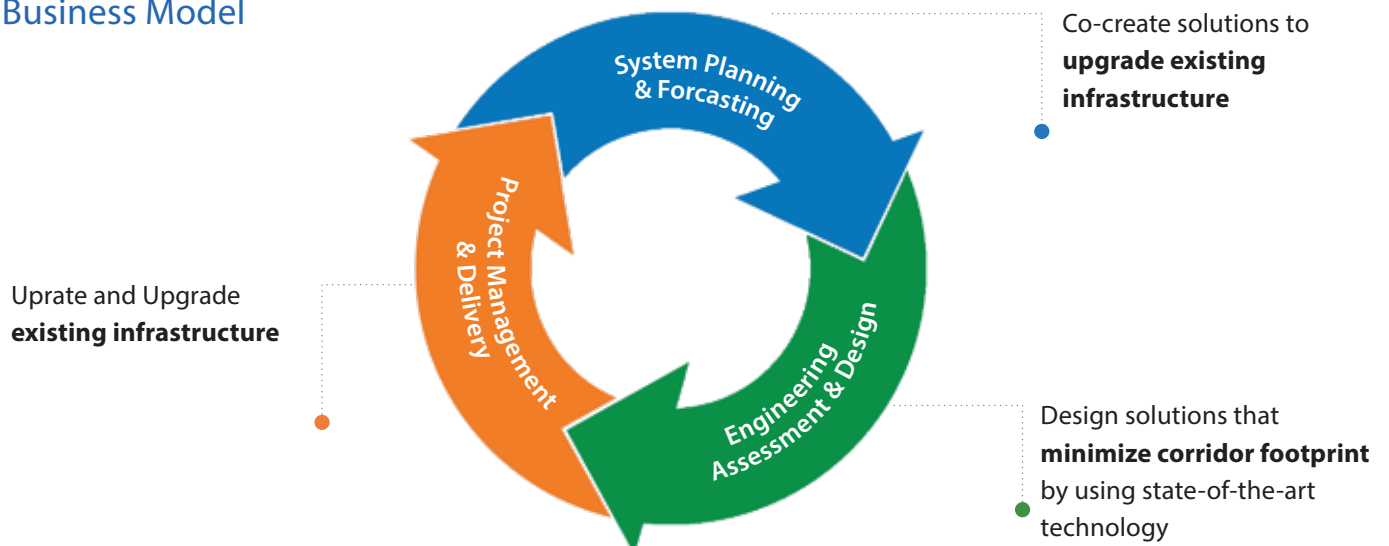 Business Model
Co-create solutions to
upgrade existing
infrastructure
System Planning
& Forcasting
Project Management
& Delivery
Uprate and Upgrade
existing infrastructure
Engineering
Assessment & Design
Design solutions that
minimize corridor footprint
by using state-of-the-art
technology